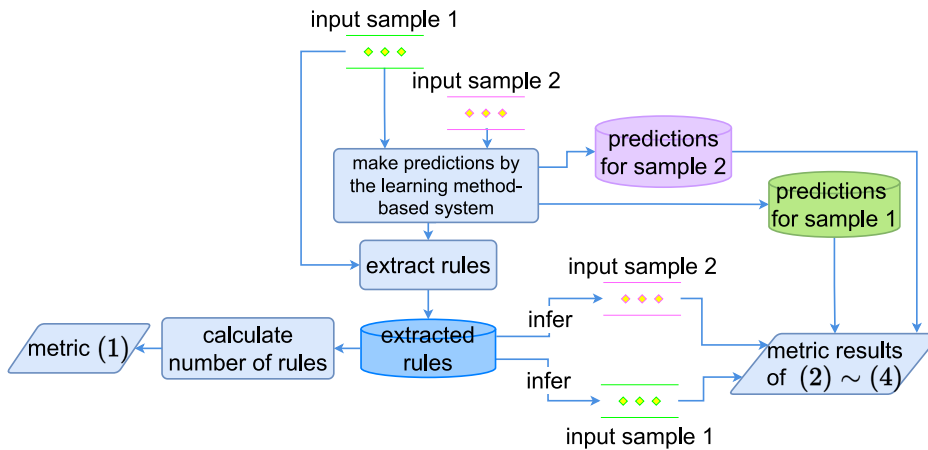 input sample 1
input sample 2
make predictions by
the learning method-
based system
predictions
for sample 2
predictions
for sample 1
extract rules
input sample 2
infer
calculate
number of rules
metric (1)
extracted
rules
infer
metric results
of (2) ∼ (4)
input sample 1